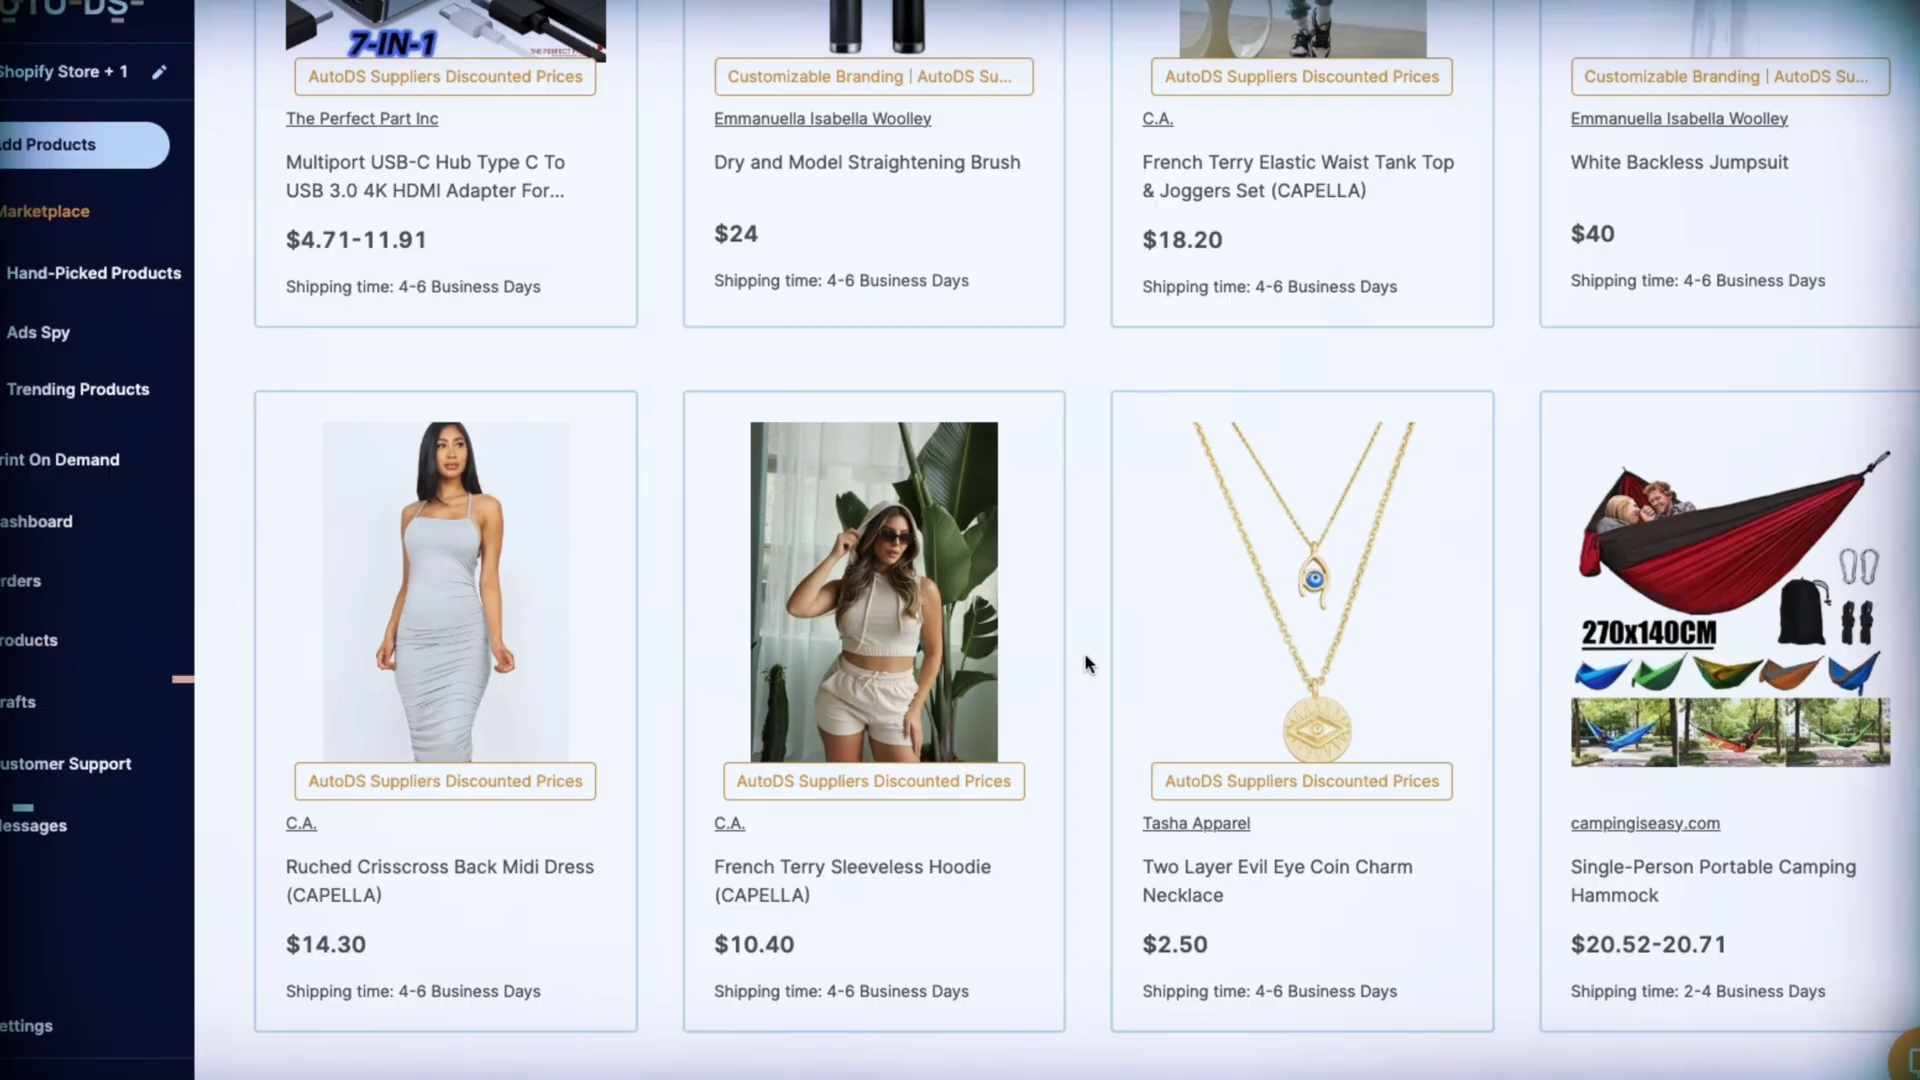 Shopify Store + 1
Add Products
Marketplace
Hand-Picked Products
Ads Spy
Trending Products
Print On Demand
Dashboard
Orders
Products
Drafts
Customer Support
Messages
Settings
7-IN-1
AutoDS Suppliers Discounted Prices
The Perfect Part Inc
Multiport USB-C Hub Type C To
USB 3.0 4K HDMI Adapter For...
$4.71-11.91
Shipping time: 4-6 Business Days
Customizable Branding | AutoDS Su...
Emmanuella Isabella Woolley
Dry and Model Straightening Brush
$24
Shipping time: 4-6 Business Days
AutoDS Suppliers Discounted Prices
C.A.
French Terry Elastic Waist Tank Top
& Joggers Set (CAPELLA)
$18.20
Shipping time: 4-6 Business Days
Customizable Branding | AutoDS Su...
Emmanuella Isabella Woolley
White Backless Jumpsuit
$40
Shipping time: 4-6 Business Days
AutoDS Suppliers Discounted Prices
C.A.
Ruched Crisscross Back Midi Dress
(CAPELLA)
$14.30
Shipping time: 4-6 Business Days
AutoDS Suppliers Discounted Prices
C.A.
French Terry Sleeveless Hoodie
(CAPELLA)
$10.40
Shipping time: 4-6 Business Days
AutoDS Suppliers Discounted Prices
Tasha Apparel
Two Layer Evil Eye Coin Charm
Necklace
$2.50
Shipping time: 4-6 Business Days
270x140CM
campingiseasy.com
Single-Person Portable Camping
Hammock
$20.52-20.71
Shipping time: 2-4 Business Days